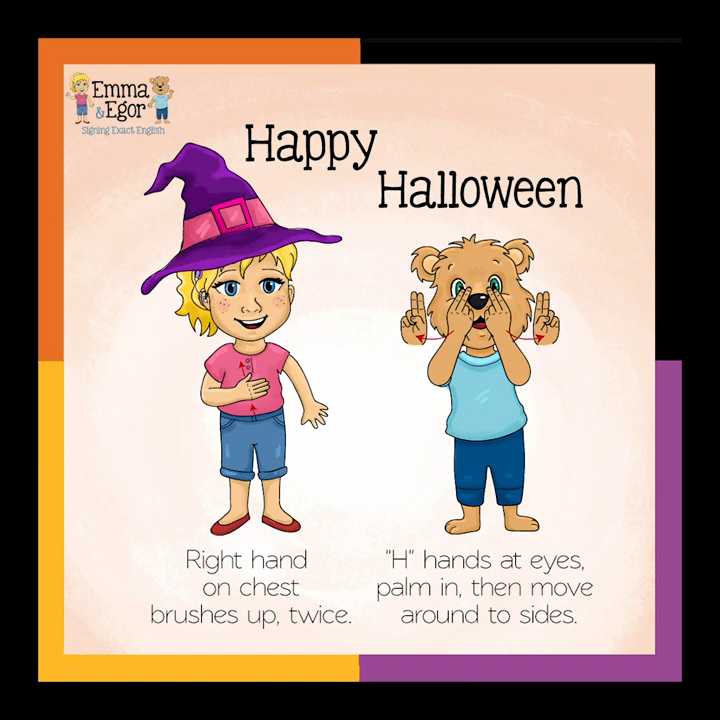 Emma
& Egor
Signing Exact English
Happy
Halloween
Right hand
on chest
brushes up, twice.
"H" hands at eyes,
palm in, then move
around to sides.